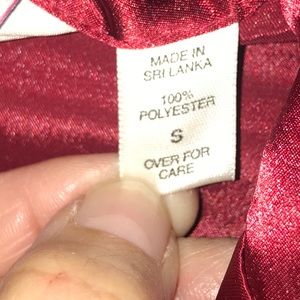 MADE IN
SRI LANKA
100%
POLYESTER
S
OVER FOR
CARE